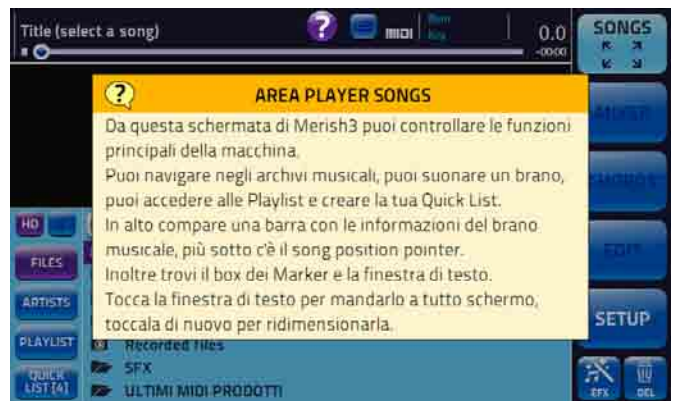 Title (select a song)
?
midi
0.0
-00:00
SONGS
? AREA PLAYER SONGS
Da questa schermata di Merish3 puoi controllare le funzioni
principali della macchina.
Puoi navigare negli archivi musicali, puoi suonare un brano,
puoi accedere alle Playlist e creare la tua Quick List.
In alto compare una barra con le informazioni del brano
musicale, più sotto c'è il song position pointer.
Inoltre trovi il box dei Marker e la finestra di testo.
Tocca la finestra di testo per mandarlo a tutto schermo,
toccala di nuovo per ridimensionarla.
MIXER
EDIT
SETUP
HD
FILES
ARTISTS
PLAYLIST
QUICK
LIST [4]
Recorded files
SFX
ULTIMI MIDI PRODOTTI
EFX
DEL